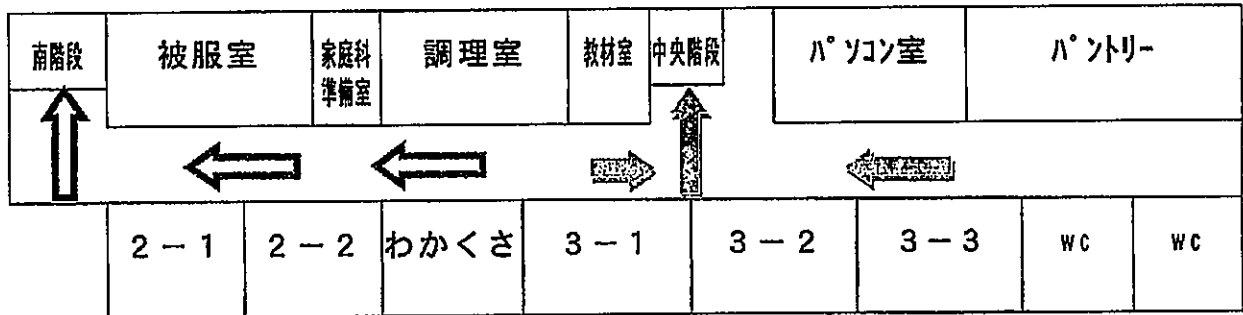 南階段
被服室
家庭科
準備室
調理室
教材室
中央階段
パソコン室
パントリー
2－1
2－2
わかくさ
3－1
3－2
3－3
WC
WC